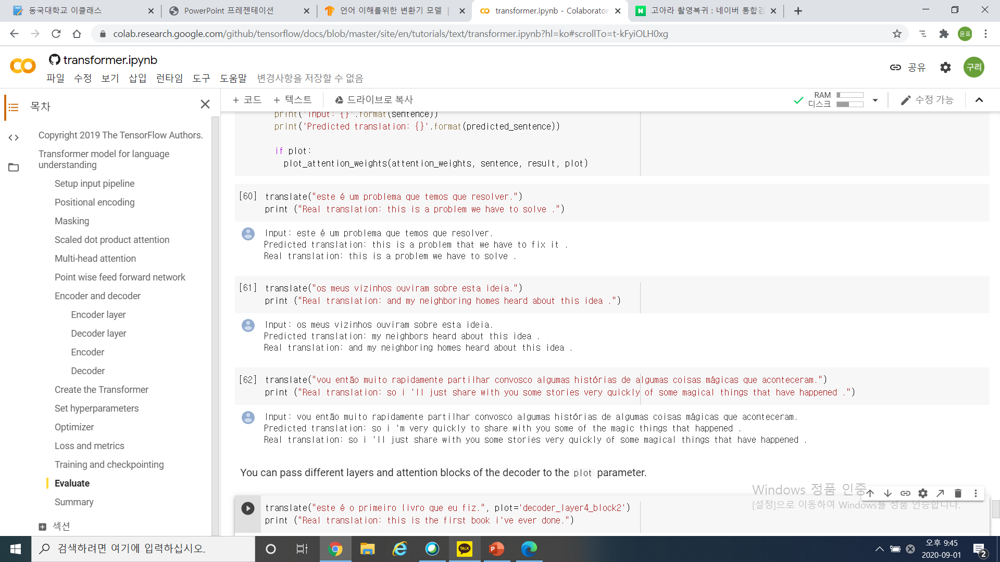 동국대학교 이클래스
PowerPoint 프레젠테이션
언어 이해를위한 변환기 모델 |
transformer.ipynb - Colaborator
고아라 촬영복귀 : 네이버 통합검
colab.research.google.com/github/tensorflow/docs/blob/master/site/en/tutorials/text/transformer.ipynb?hl=ko#scrollTo=t-kFyiOLH0xg
윤표
transformer.ipynb
파일 수정 보기 삽입 런타임 도구 도움말 변경사항을 저장할 수 없음
공유
구리
목차
+ 코드 + 텍스트 드라이브로 복사
RAM
디스크
수정 가능
Copyright 2019 The TensorFlow Authors.
Transformer model for language
understanding
Setup input pipeline
Positional encoding
Masking
Scaled dot product attention
Multi-head attention
Point wise feed forward network
Encoder and decoder
Encoder layer
Decoder layer
Encoder
Decoder
Create the Transformer
Set hyperparameters
Optimizer
Loss and metrics
Training and checkpointing
Evaluate
Summary
섹션
print('Input: {}'.format(sentence))
print('Predicted translation: {}'.format(predicted_sentence))
if plot:
plot_attention_weights(attention_weights, sentence, result, plot)
[60] translate("este é um problema que temos que resolver.")
print ("Real translation: this is a problem we have to solve .")
Input: este é um problema que temos que resolver.
Predicted translation: this is a problem that we have to fix it .
Real translation: this is a problem we have to solve .
[61] translate("os meus vizinhos ouviram sobre esta ideia.")
print ("Real translation: and my neighboring homes heard about this idea .")
Input: os meus vizinhos ouviram sobre esta ideia.
Predicted translation: my neighbors heard about this idea .
Real translation: and my neighboring homes heard about this idea .
[62] translate("vou então muito rapidamente partilhar convosco algumas histórias de algumas coisas mágicas que aconteceram.")
print ("Real translation: so i 'll just share with you some stories very quickly of some magical things that have happened .")
Input: vou então muito rapidamente partilhar convosco algumas histórias de algumas coisas mágicas que aconteceram.
Predicted translation: so i 'm very quickly to share with you some of the magic things that happened .
Real translation: so i 'll just share with you some stories very quickly of some magical things that have happened .
You can pass different layers and attention blocks of the decoder to the plot parameter.
Windows 정품 인증
[설정]으로 이동하여 Windows를 정품 인증합니다.
translate("este é o primeiro livro que eu fiz.", plot='decoder_layer4_block2')
print ("Real translation: this is the first book i've ever done.")
검색하려면 여기에 입력하십시오.
TALK
오후 9:45
2020-09-01
2